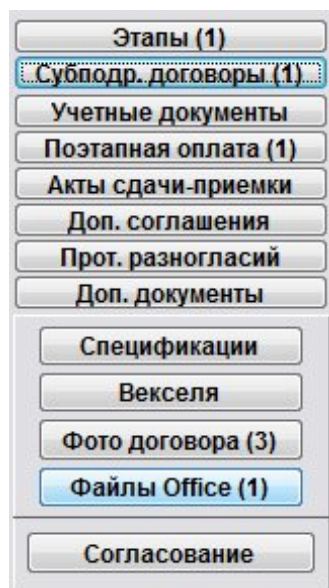 Этапы (1)
Субподр. договоры (1)
Учетные документы
Поэтапная оплата (1)
Акты сдачи-приемки
Доп. соглашения
Прот. разногласий
Доп. документы
Спецификации
Векселя
Фото договора (3)
Файлы Office (1)
Согласование